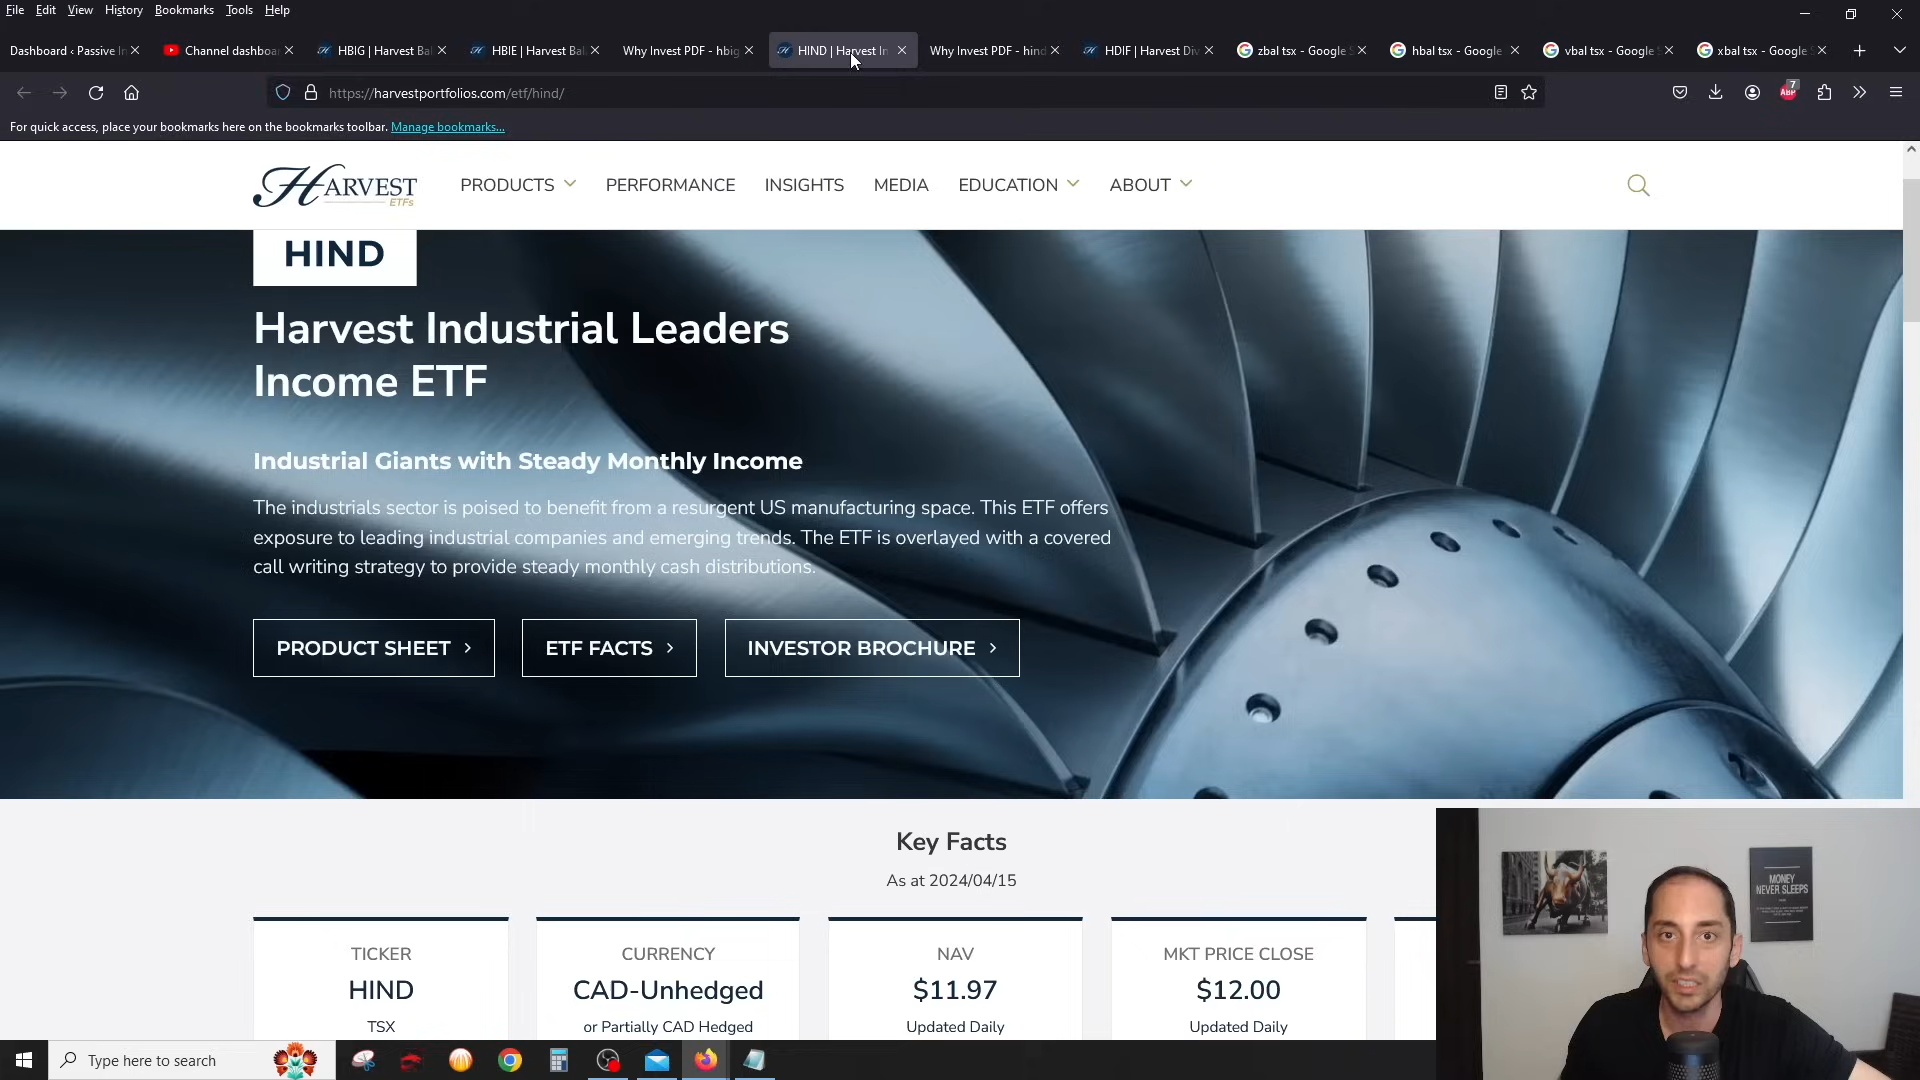 File Edit View History Bookmarks Tools Help
Dashboard ‹ Passive In
Channel dashboa
HBIG | Harvest Bal
HBIE | Harvest Bal
Why Invest PDF - hbig
HIND | Harvest In
Why Invest PDF - hind
HDIF | Harvest Div
zbal tsx - Google S
hbal tsx - Google
vbal tsx - Google S
xbal tsx - Google S
https://harvestportfolios.com/etf/hind/
7
ABP
For quick access, place your bookmarks here on the bookmarks toolbar. Manage bookmarks...
HARVEST
ETFs
PRODUCTS PERFORMANCE INSIGHTS MEDIA EDUCATION ABOUT
HIND
Harvest Industrial Leaders
Income ETF
Industrial Giants with Steady Monthly Income
The industrials sector is poised to benefit from a resurgent US manufacturing space. This ETF offers
exposure to leading industrial companies and emerging trends. The ETF is overlayed with a covered
call writing strategy to provide steady monthly cash distributions.
PRODUCT SHEET › ETF FACTS › INVESTOR BROCHURE ›
Key Facts
As at 2024/04/15
TICKER
HIND
TSX
CURRENCY
CAD-Unhedged
or Partially CAD Hedged
NAV
$11.97
Updated Daily
MKT PRICE CLOSE
$12.00
Updated Daily
MONEY
NEVER SLEEPS
Type here to search